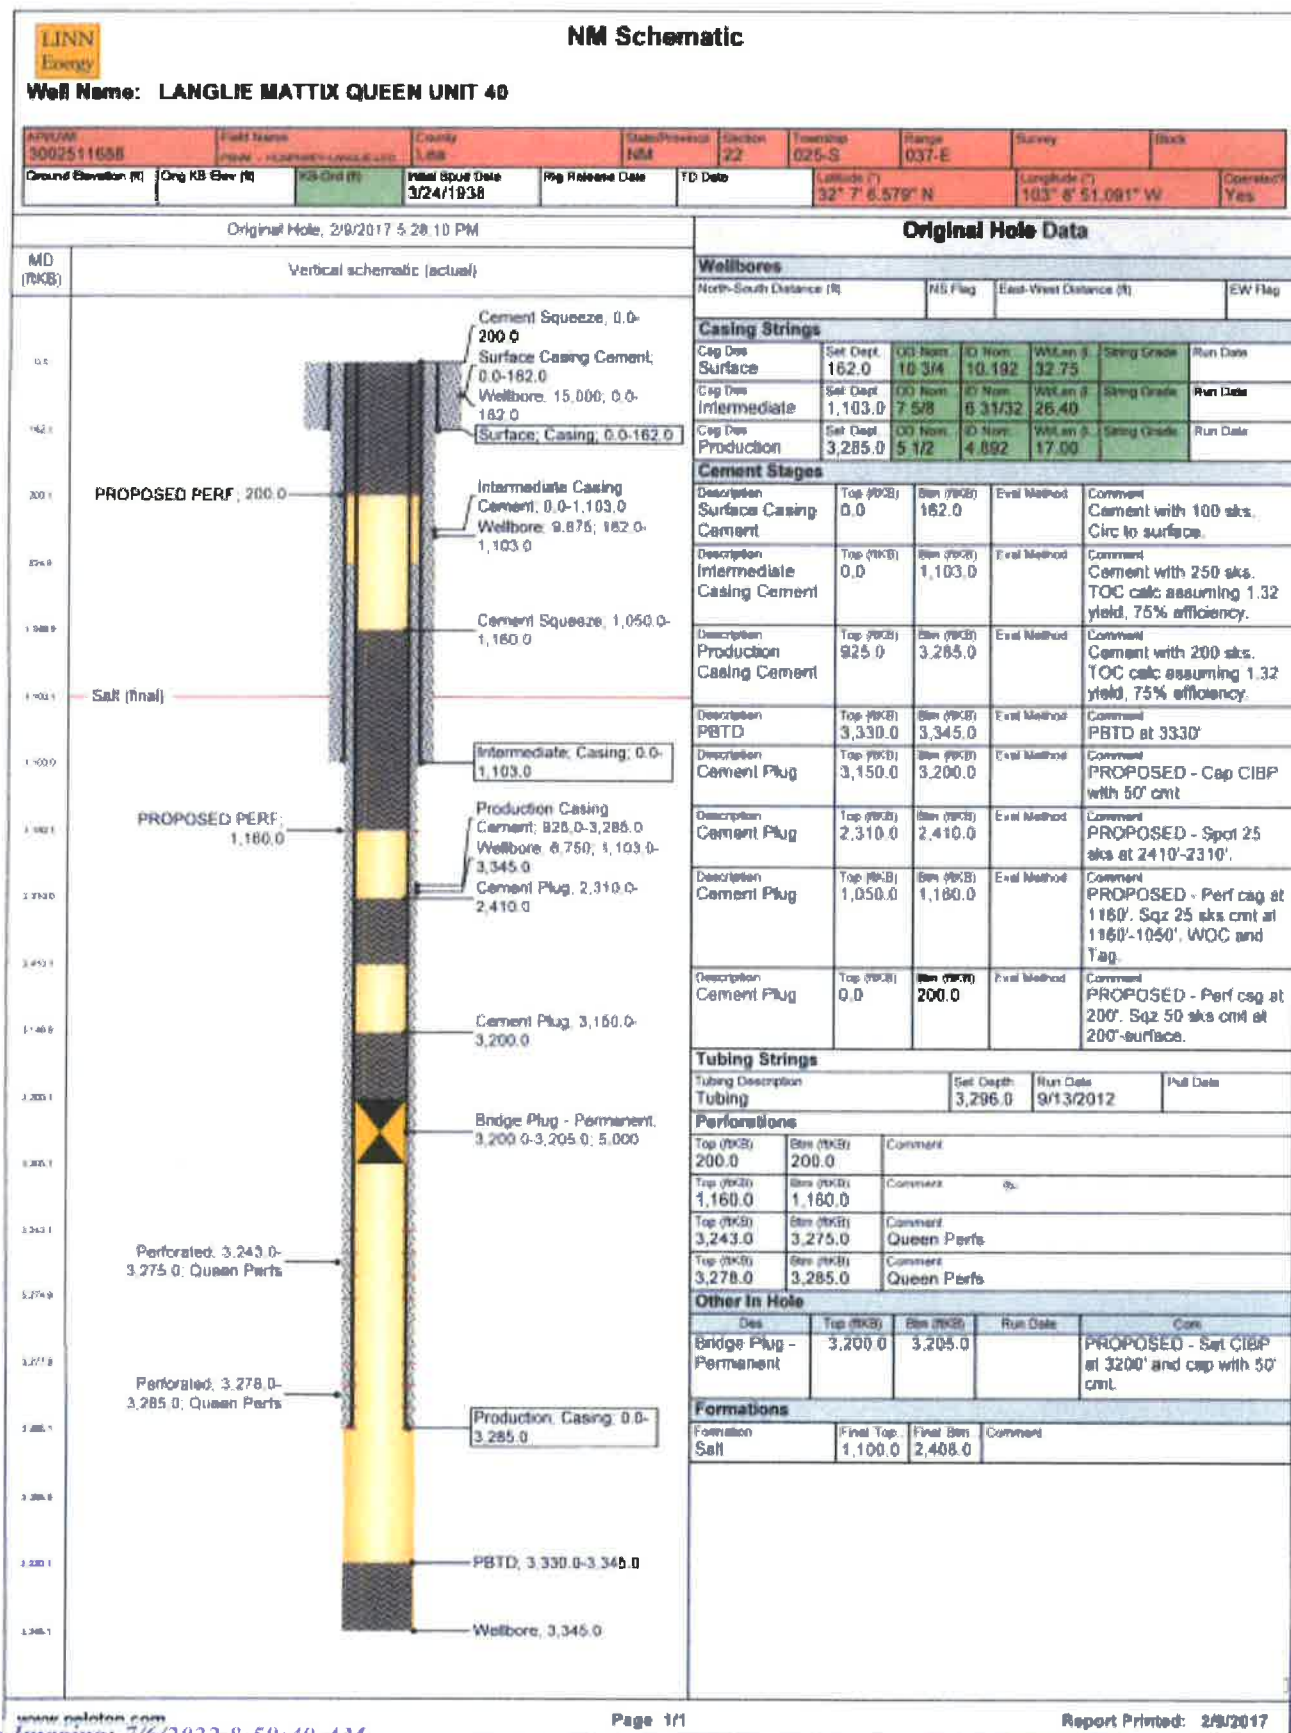 LINN
Energy
NM Schematic
Well Name: LANGLIE MATTIX QUEEN UNIT 40
API/UWI
3002511658
Field Name
County
Lea
State/Province
NM
Section
22
Township
025-S
Range
037-E
Survey
Block
Ground Elevation (ft)
Orig KB Elev (ft)
KB-Grd (ft)
Initial Spud Date
3/24/1938
Rig Release Date
TD Date
Latitude (°)
32° 7' 6.579" N
Longitude (°)
103° 8' 51.091" W
Operated?
Yes
Original Hole, 2/9/2017 5:28:10 PM
MD
(ftKB)
Vertical schematic (actual)
Cement Squeeze, 0.0-
200.0
Surface Casing Cement;
0.0-162.0
Wellbore, 15.000; 0.0-
162.0
Surface; Casing; 0.0-162.0
PROPOSED PERF; 200.0
Intermediate Casing
Cement; 0.0-1,103.0
Wellbore; 9.875; 162.0-
1,103.0
Cement Squeeze; 1,050.0-
1,160.0
Salt (final)
Intermediate; Casing; 0.0-
1,103.0
PROPOSED PERF;
1,160.0
Production Casing
Cement; 925.0-3,285.0
Wellbore; 6.750; 1,103.0-
3,345.0
Cement Plug, 2,310.0-
2,410.0
Cement Plug, 3,150.0-
3,200.0
Bridge Plug - Permanent;
3,200.0-3,205.0; 5.000
Perforated; 3,243.0-
3,275.0; Queen Perfs
Perforated; 3,278.0-
3,285.0; Queen Perfs
Production; Casing; 0.0-
3,285.0
PBTD; 3,330.0-3,345.0
Wellbore, 3,345.0
Original Hole Data
Wellbores
North-South Distance (ft)
NS Flag
East-West Distance (ft)
EW Flag
Casing Strings
Csg Des
Surface
Set Dept...
162.0
OD Nom...
10 3/4
ID Nom...
10.192
Wt/Len (l...
32.75
String Grade
Run Date
Csg Des
Intermediate
Set Dept...
1,103.0
OD Nom...
7 5/8
ID Nom...
6 31/32
Wt/Len (l...
26.40
String Grade
Run Date
Csg Des
Production
Set Dept...
3,285.0
OD Nom...
5 1/2
ID Nom...
4.892
Wt/Len (l...
17.00
String Grade
Run Date
Cement Stages
Description
Surface Casing
Cement
Top (ftKB)
0.0
Btm (ftKB)
162.0
Eval Method
Comment
Cement with 100 sks.
Circ to surface.
Description
Intermediate
Casing Cement
Top (ftKB)
0.0
Btm (ftKB)
1,103.0
Eval Method
Comment
Cement with 250 sks.
TOC calc assuming 1.32
yield, 75% efficiency.
Description
Production
Casing Cement
Top (ftKB)
925.0
Btm (ftKB)
3,285.0
Eval Method
Comment
Cement with 200 sks.
TOC calc assuming 1.32
yield, 75% efficiency.
Description
PBTD
Top (ftKB)
3,330.0
Btm (ftKB)
3,345.0
Eval Method
Comment
PBTD at 3330'
Description
Cement Plug
Top (ftKB)
3,150.0
Btm (ftKB)
3,200.0
Eval Method
Comment
PROPOSED - Cap CIBP
with 50' cmt
Description
Cement Plug
Top (ftKB)
2,310.0
Btm (ftKB)
2,410.0
Eval Method
Comment
PROPOSED - Spot 25
sks at 2410'-2310'.
Description
Cement Plug
Top (ftKB)
1,050.0
Btm (ftKB)
1,160.0
Eval Method
Comment
PROPOSED - Perf csg at
1160'. Sqz 25 sks cmt at
1160'-1050'. WOC and
Tag.
Description
Cement Plug
Top (ftKB)
0.0
Btm (ftKB)
200.0
Eval Method
Comment
PROPOSED - Perf csg at
200'. Sqz 50 sks cmt at
200'-surface.
Tubing Strings
Tubing Description
Tubing
Set Depth
3,296.0
Run Date
9/13/2012
Pull Date
Perforations
Top (ftKB)
200.0
Btm (ftKB)
200.0
Comment
Top (ftKB)
1,160.0
Btm (ftKB)
1,160.0
Comment
Top (ftKB)
3,243.0
Btm (ftKB)
3,275.0
Comment
Queen Perfs
Top (ftKB)
3,278.0
Btm (ftKB)
3,285.0
Comment
Queen Perfs
Other In Hole
Des
Top (ftKB)
Btm (ftKB)
Run Date
Com
Bridge Plug -
Permanent
3,200.0
3,205.0
PROPOSED - Set CIBP
at 3200' and cap with 50'
cmt.
Formations
Formation
Salt
Final Top...
1,100.0
Final Btm...
2,408.0
Comment
www.peloton.com
Page 1/1
Report Printed: 2/9/2017
Imaging: 7/6/2022 8:50:40 AM